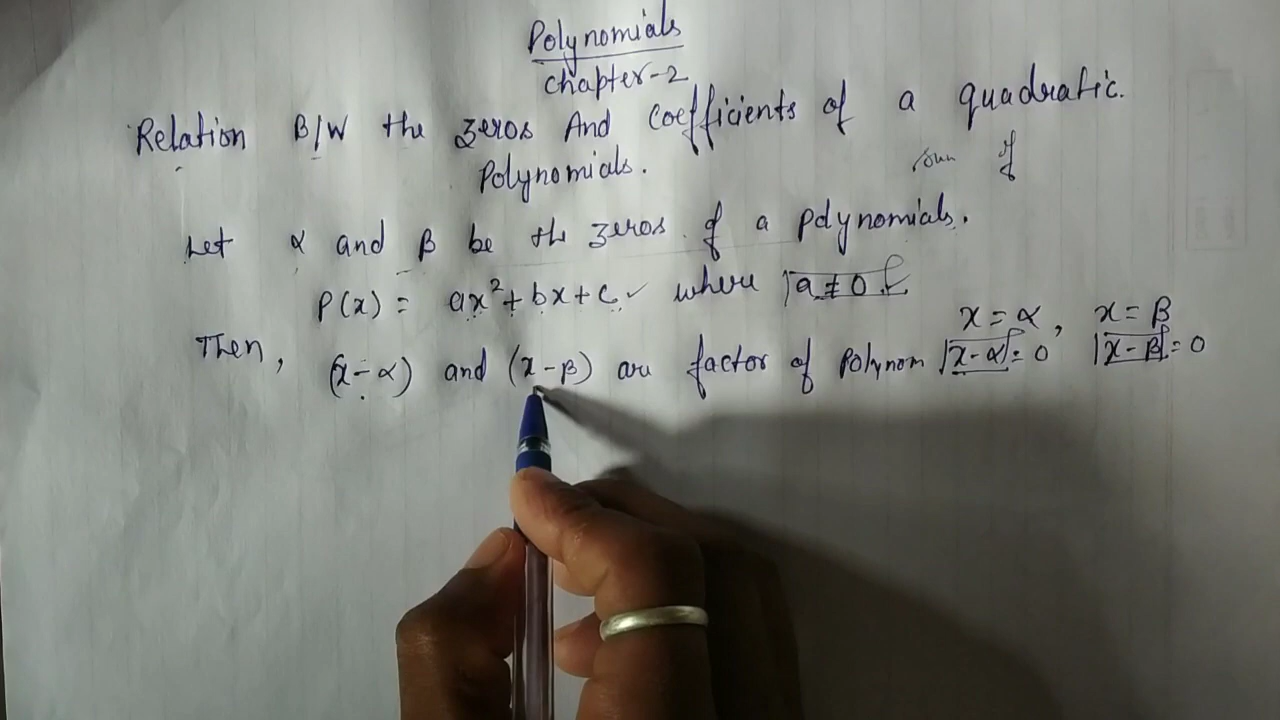 Polynomials
chapter-2
Relation B/W the zeros And Coefficients of a quadratic.
Polynomials.
of
Let α and β be the zeros of a polynomials.
P(x) = ax²+bx+c ✓ where a≠0.
x=α, x=β
Then, (x-α) and (x-β) are factor of Polynom x-α=0 x-β=0